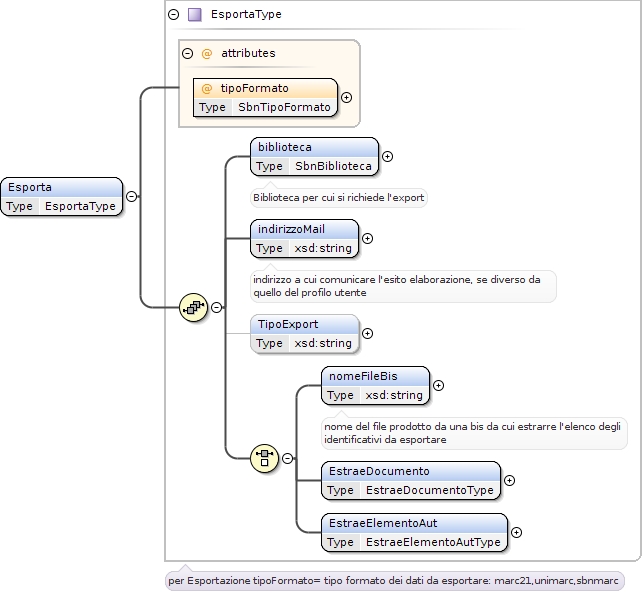 EsportaType
@ attributes
@ tipoFormato
Type SbnTipoFormato
biblioteca
Type SbnBiblioteca
Biblioteca per cui si richiede l'export
Esporta
Type EsportaType
indirizzoMail
Type xsd:string
indirizzo a cui comunicare l'esito elaborazione, se diverso da
quello del profilo utente
TipoExport
Type xsd:string
nomeFileBis
Type xsd:string
nome del file prodotto da una bis da cui estrarre l'elenco degli
identificativi da esportare
EstraeDocumento
Type EstraeDocumentoType
EstraeElementoAut
Type EstraeElementoAutType
per Esportazione tipoFormato= tipo formato dei dati da esportare: marc21,unimarc,sbnmarc